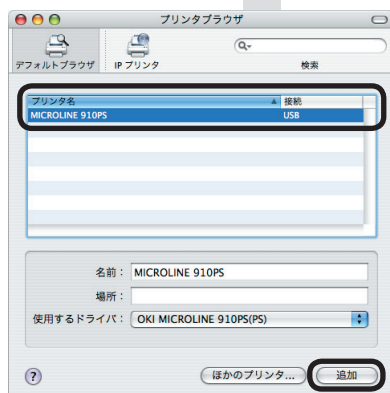 プリンタブラウザ
デフォルトブラウザ IP プリンタ 検索
プリンタ名 接続
MICROLINE 910PS USB
名前： MICROLINE 910PS
場所：
使用するドライバ： OKI MICROLINE 910PS(PS)
? ほかのプリンタ... 追加